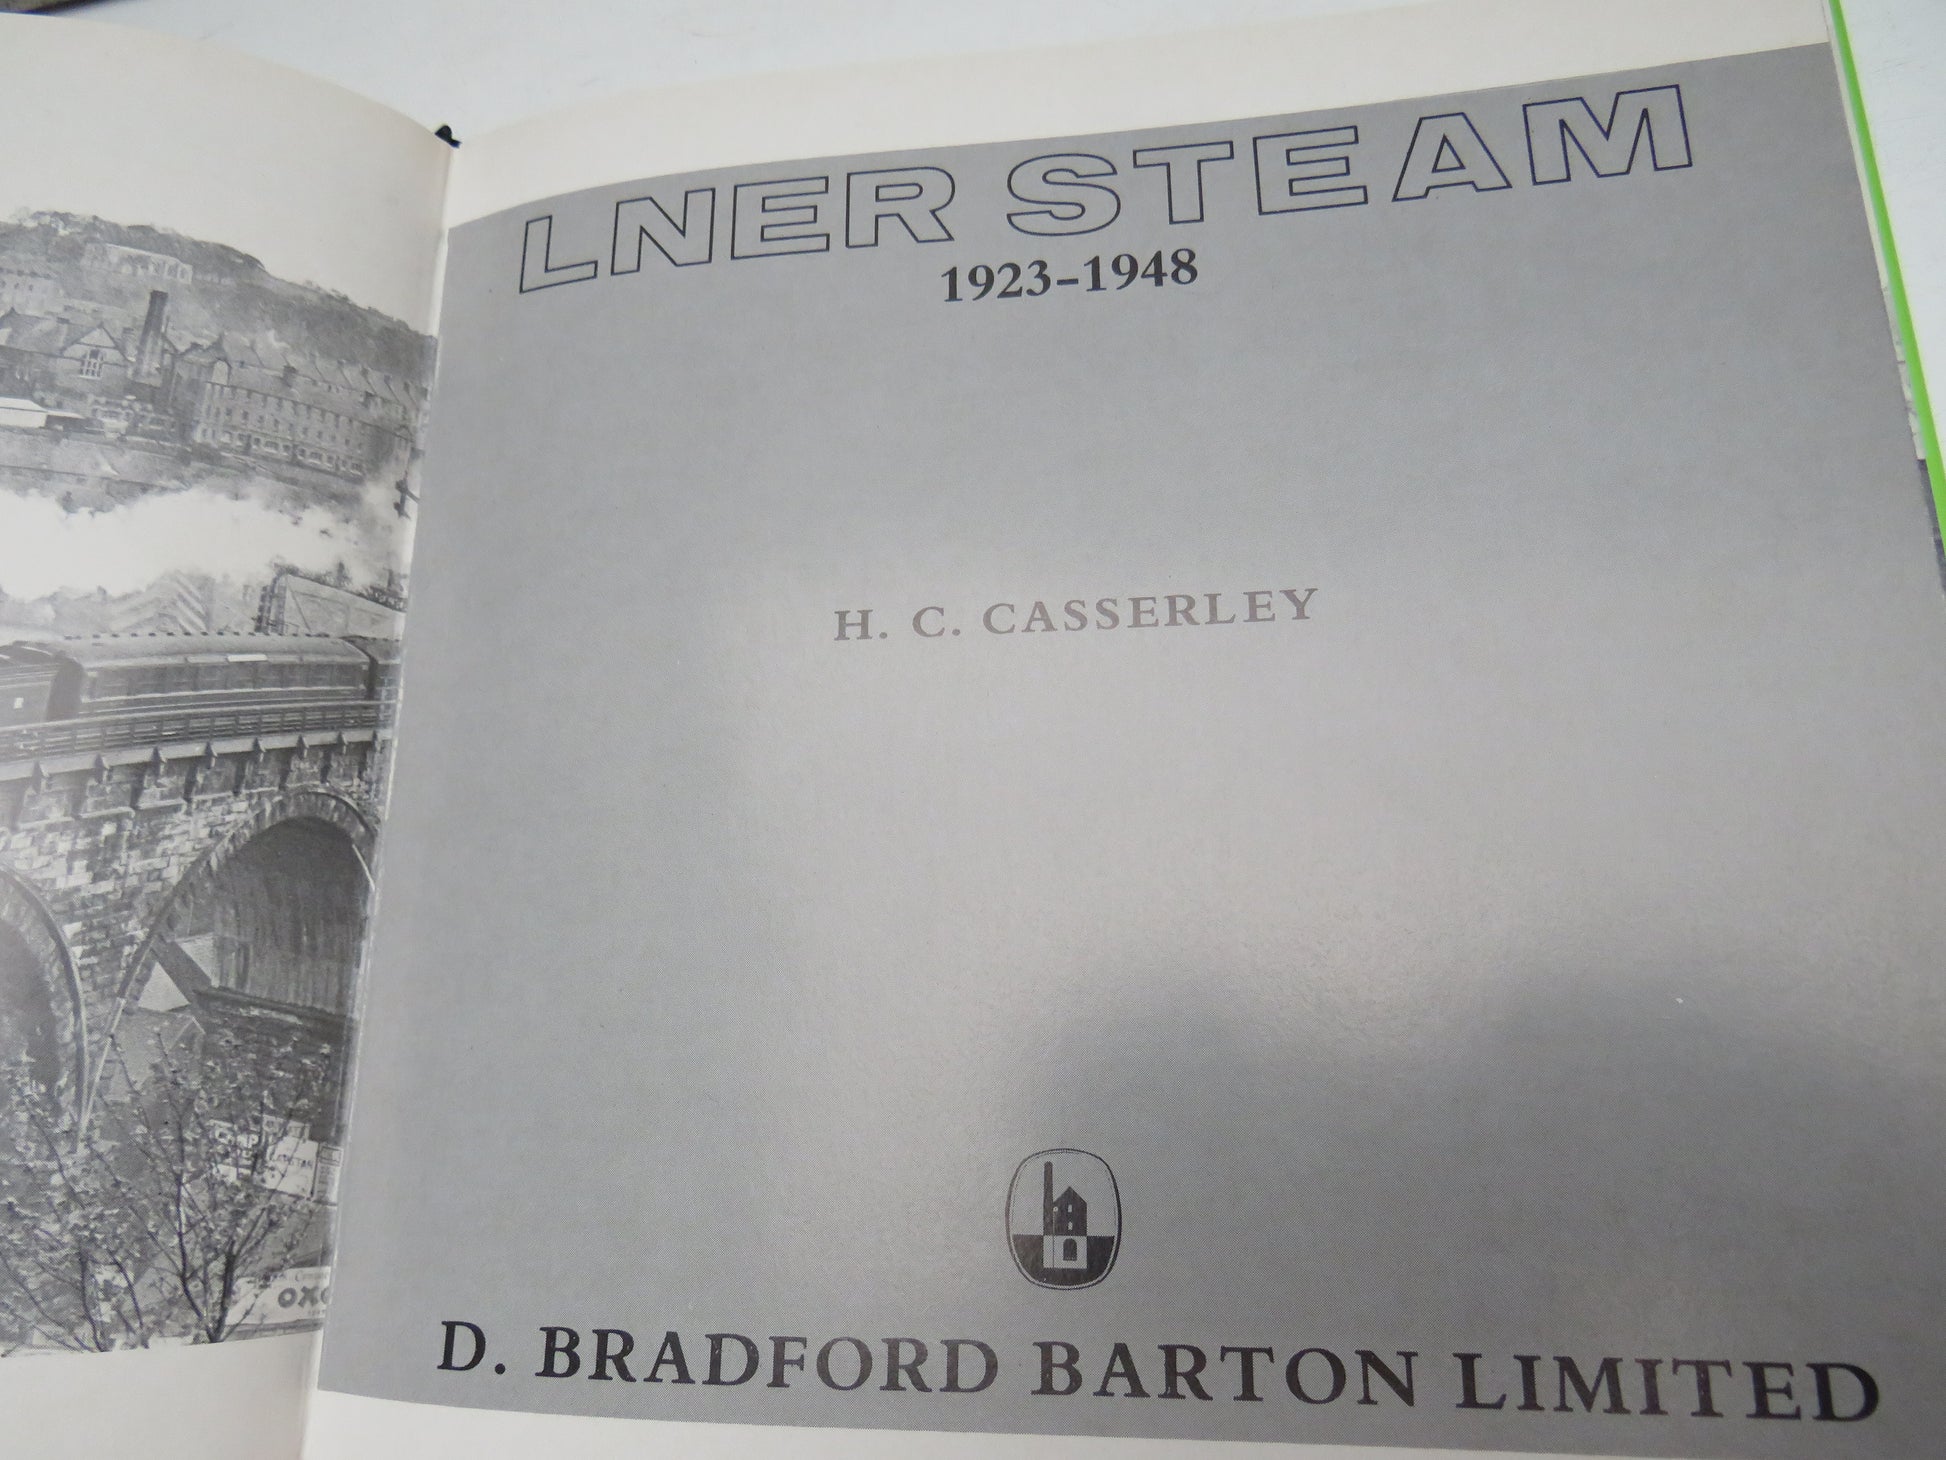 LNER STEAM
1923-1948
H. C. CASSERLEY
D. BRADFORD BARTON LIMITED